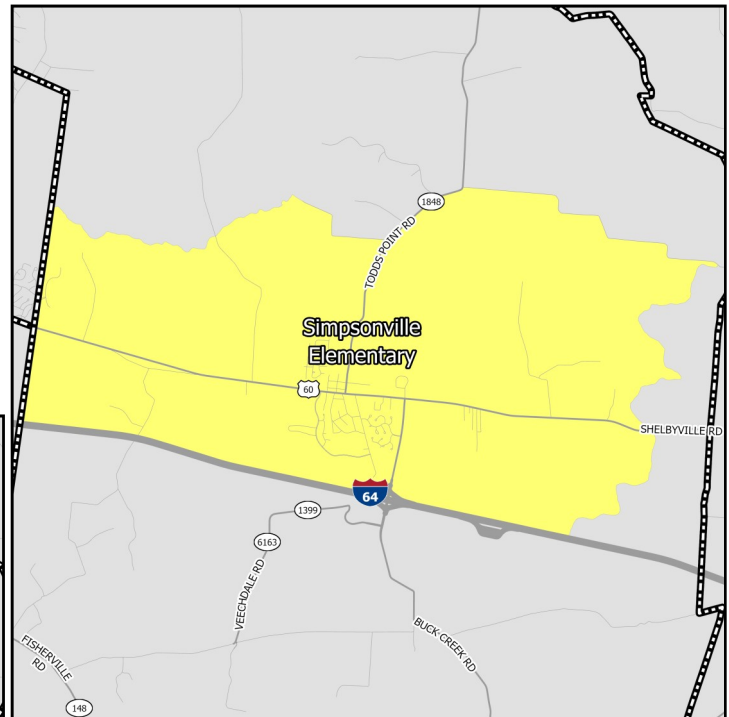 1848
TODDS POINT RD
Simpsonville
Elementary
60
SHELBYVILLE RD
64
1399
6163
VEECHDALE RD
BUCK CREEK RD
FISHERVILLE
RD
148